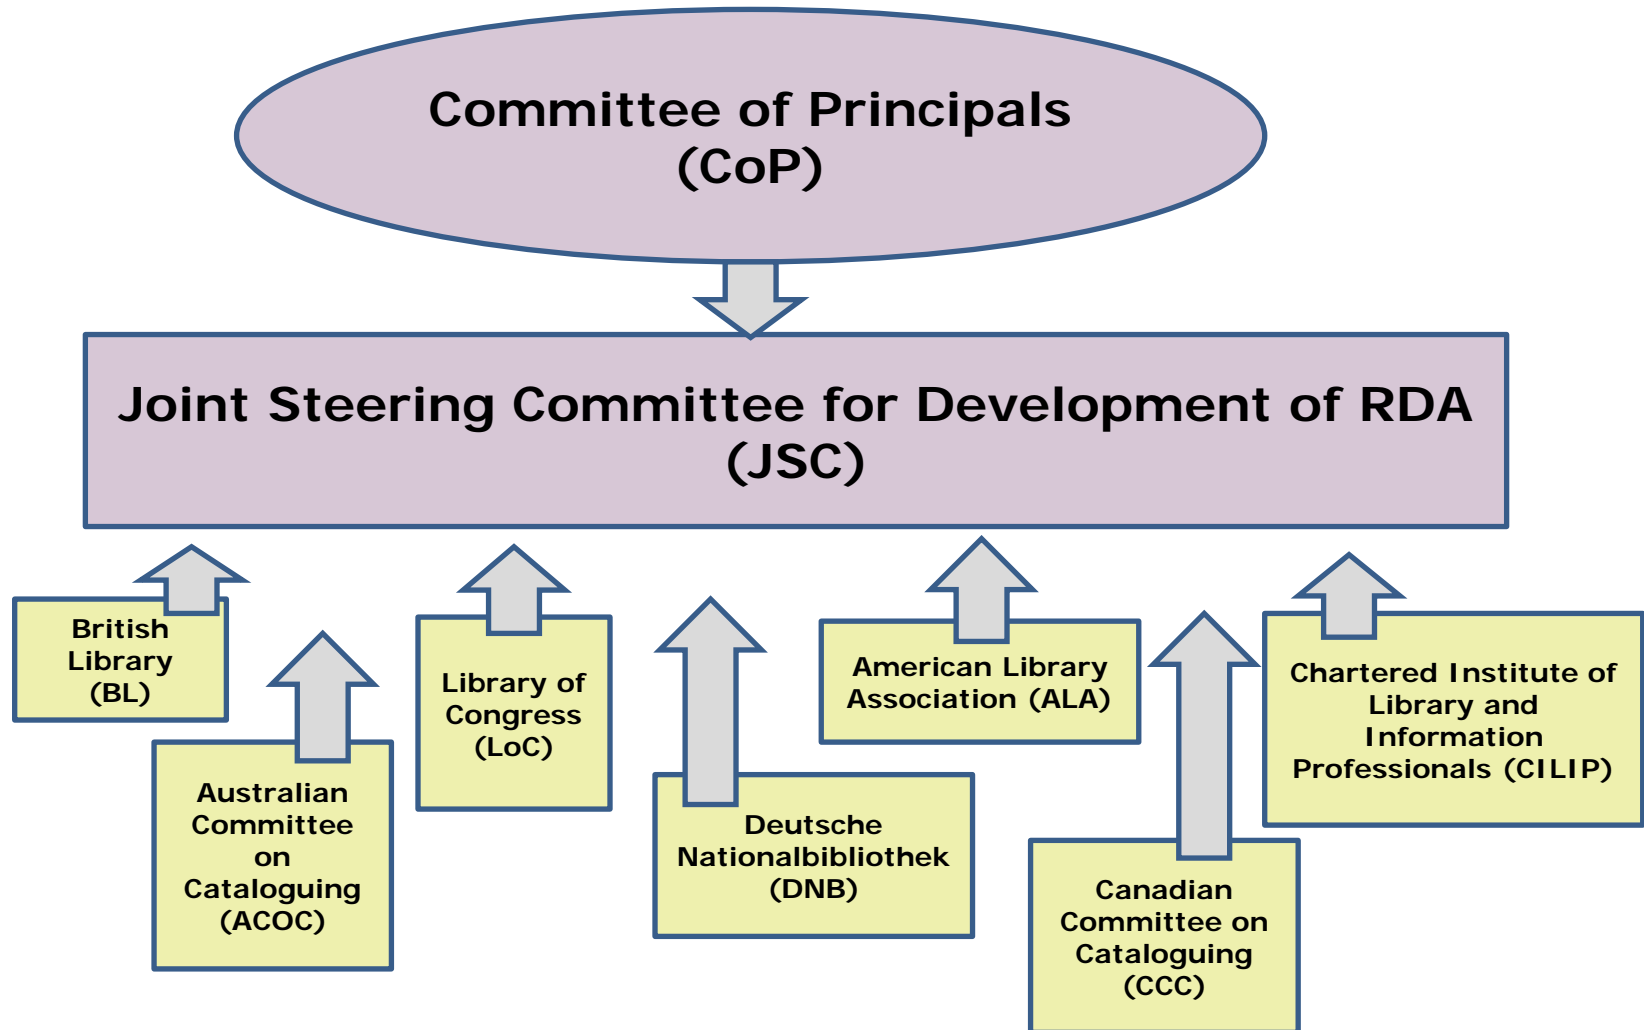 Committee of Principals
(CoP)
Joint Steering Committee for Development of RDA
(JSC)
British
Library
(BL)
Australian
Committee
on
Cataloguing
(ACOC)
Library of
Congress
(LoC)
Deutsche
Nationalbibliothek
(DNB)
American Library
Association (ALA)
Canadian
Committee on
Cataloguing
(CCC)
Chartered Institute of
Library and
Information
Professionals (CILIP)